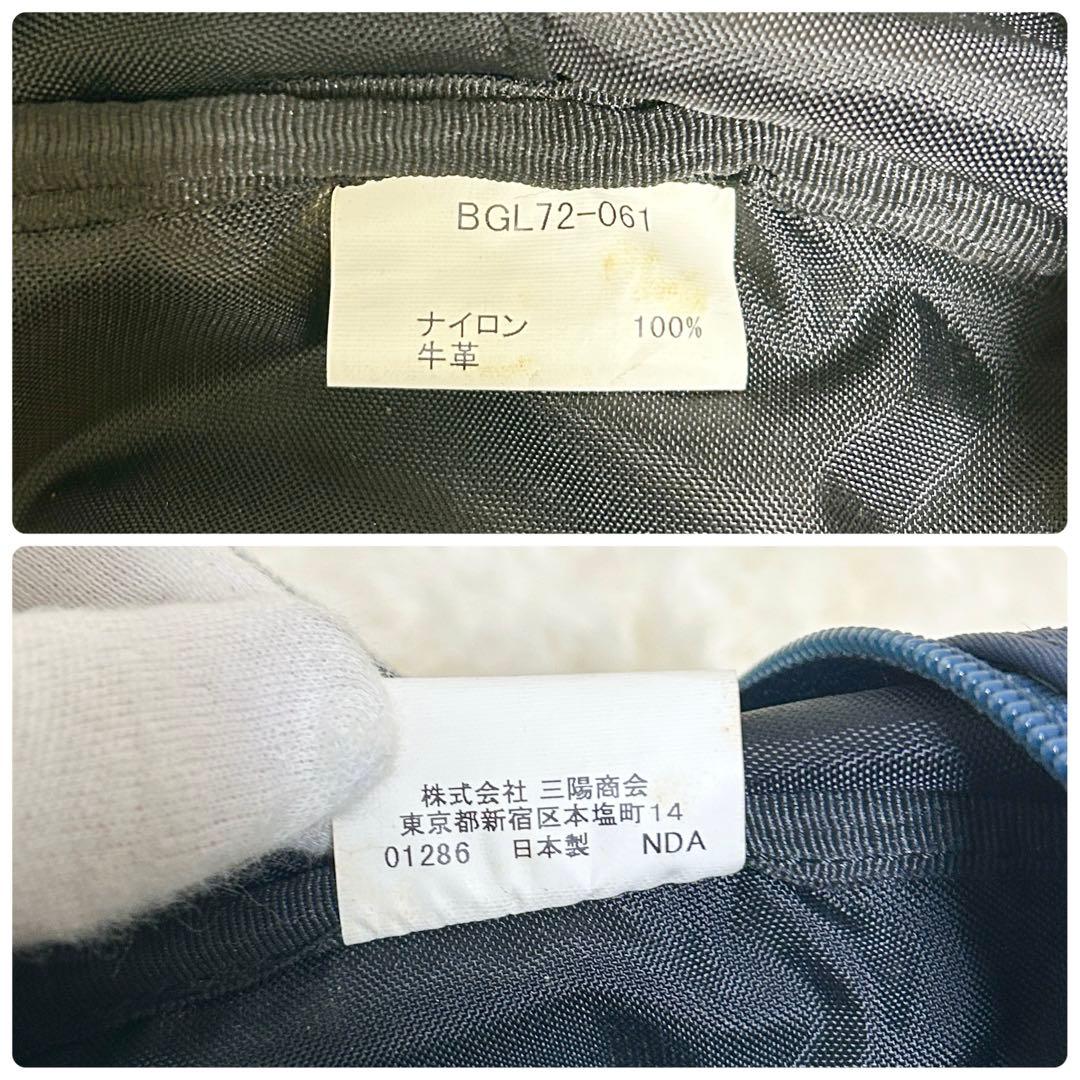 BGL72-061
ナイロン 100%
牛革
株式会社 三陽商会
東京都新宿区本塩町14
01286 日本製 NDA